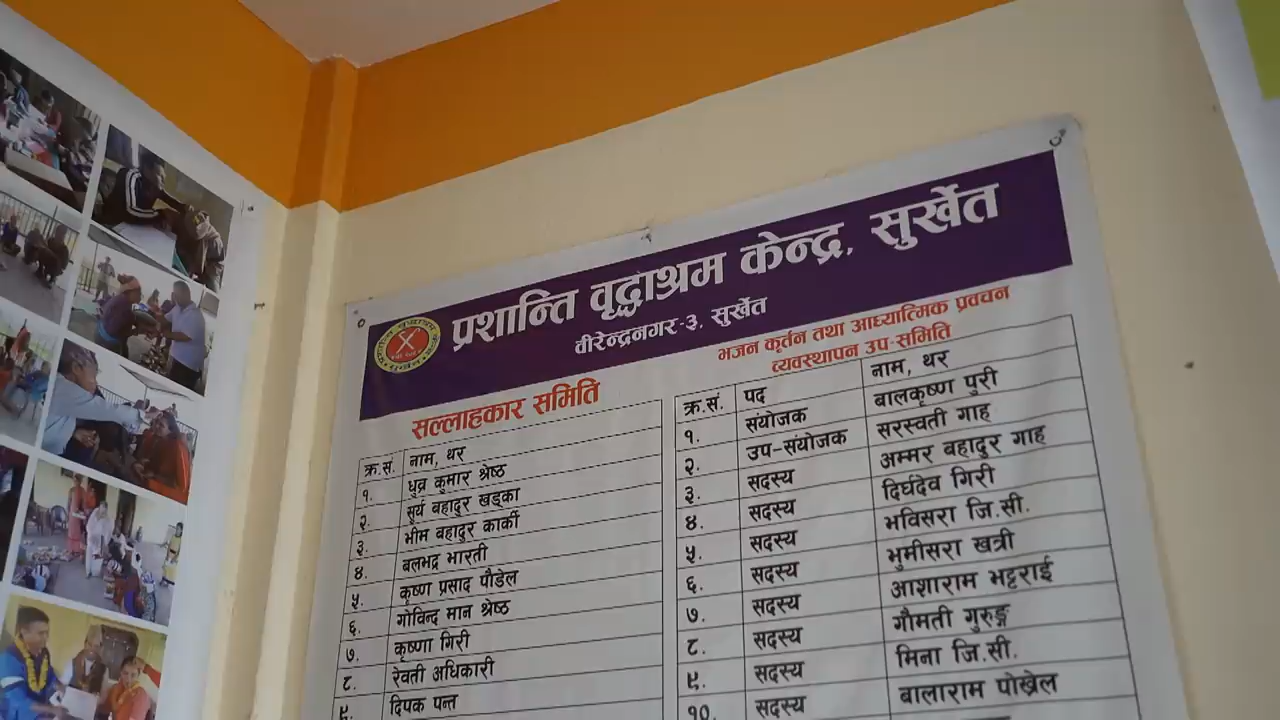 प्रशान्ति वृद्धाश्रम केन्द्र, सुर्खेत
वीरेन्द्रनगर-३, सुर्खेत
सल्लाहकार समिति
क्र.सं. नाम, थर
१. धुव्र कुमार श्रेष्ठ
२. सुर्य बहादुर खड्का
३. भीम बहादुर कार्की
४. बलभद्र भारती
५. कृष्ण प्रसाद पौडेल
६. गोविन्द मान श्रेष्ठ
७. कृष्णा गिरी
८. रेवती अधिकारी
९. दिपक पन्त
भजन कृर्तन तथा आध्यात्मिक प्रवचन
व्यवस्थापन उप-समिति
क्र.सं. पद नाम, थर
१. संयोजक बालकृष्ण पुरी
२. उप-संयोजक सरस्वती गाह
३. सदस्य अम्मर बहादुर गाह
४. सदस्य दिर्घदेव गिरी
५. सदस्य भविसरा जि.सी.
६. सदस्य भुमीसरा खत्री
७. सदस्य आशाराम भट्टराई
८. सदस्य गौमती गुरुङ्ग
९. सदस्य मिना जि.सी.
१०. सदस्य बालाराम पोख्रेल